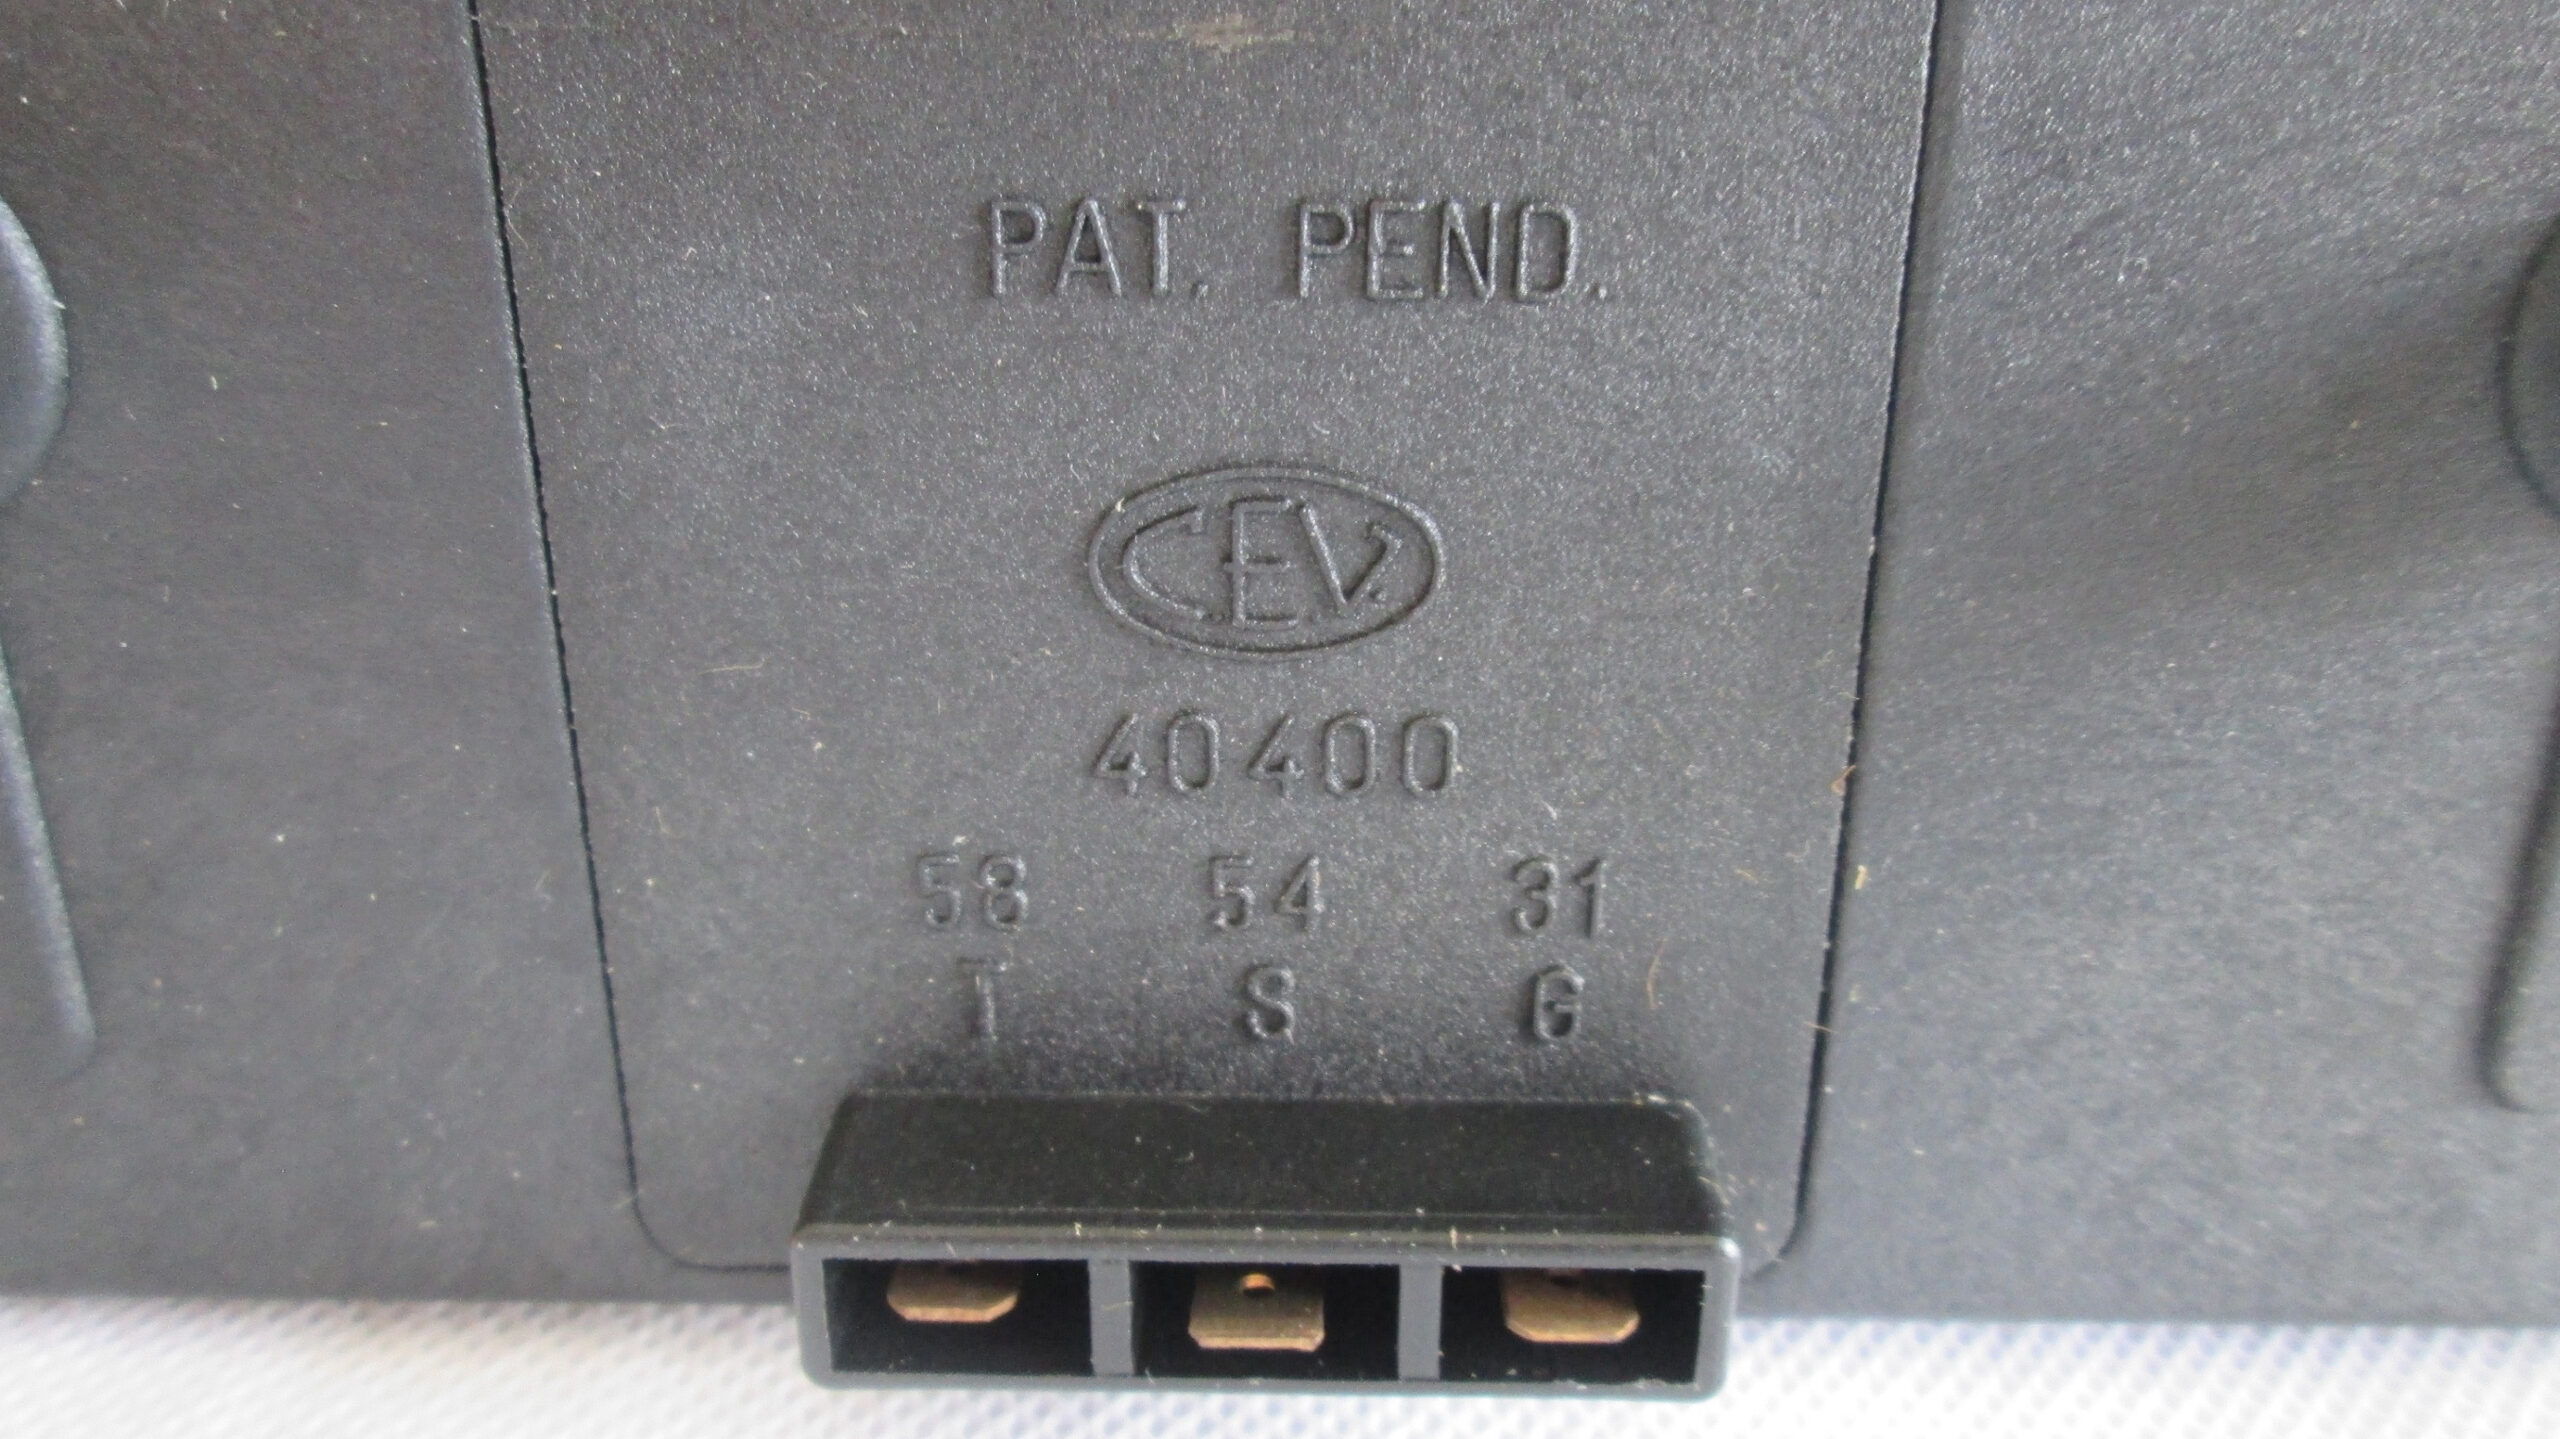 PAT. PEND.
C.E.V.
40400
58 54 31
T S G